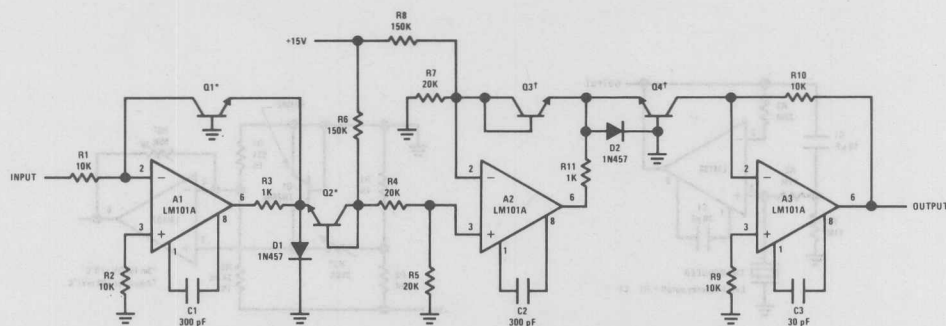 R8
150K
+15V
R7
20K
Q1*
Q3†
Q4†
R10
10K
R6
150K
D2
1N457
R1
10K
INPUT
2
A1
LM101A
6
8
3
1
R3
1K
Q2*
R4
20K
2
A2
LM101A
6
8
3
1
R11
1K
2
A3
LM101A
6
8
3
1
OUTPUT
D1
1N457
R2
10K
R5
20K
R9
10K
C1
300 pF
C2
300 pF
C3
30 pF